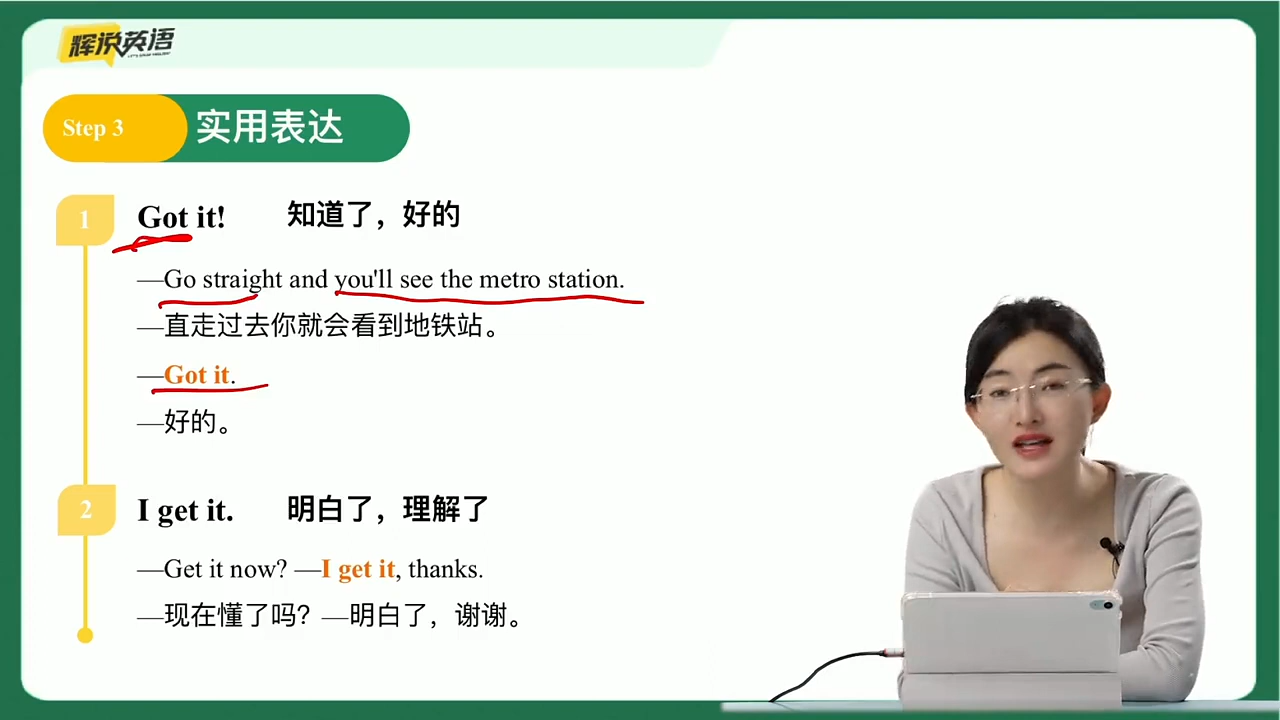 辉说英语
Step 3
实用表达
1
Got it! 知道了，好的
—Go straight and you'll see the metro station.
—直走过去你就会看到地铁站。
—Got it.
—好的。
2
I get it. 明白了，理解了
—Get it now? —I get it, thanks.
—现在懂了吗？—明白了，谢谢。